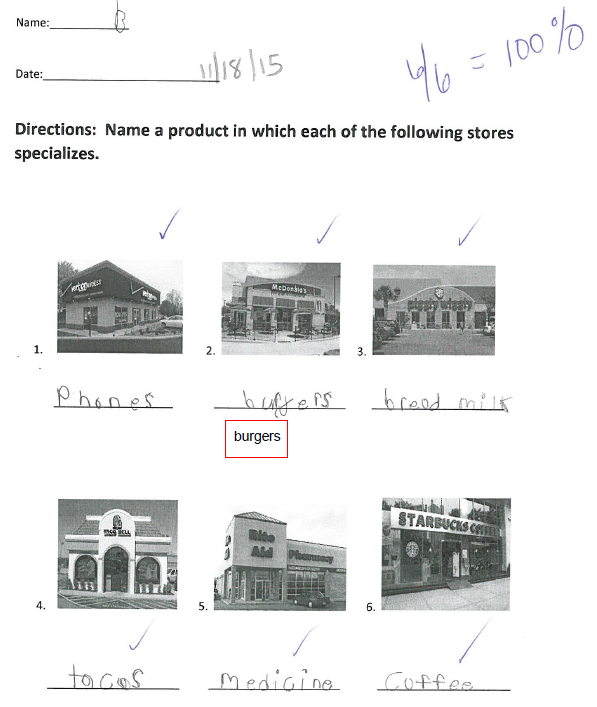 Name: B
Date: 11/18/15
6/6 = 100%
Directions: Name a product in which each of the following stores
specializes.
verizon wireless
verizon
McDonald's
1. 2. 3.
Phones burgers bread milk
burgers
TACO BELL
Rite Aid Pharmacy
STARBUCKS COFFEE
4. 5. 6.
tacos Medicine Coffee